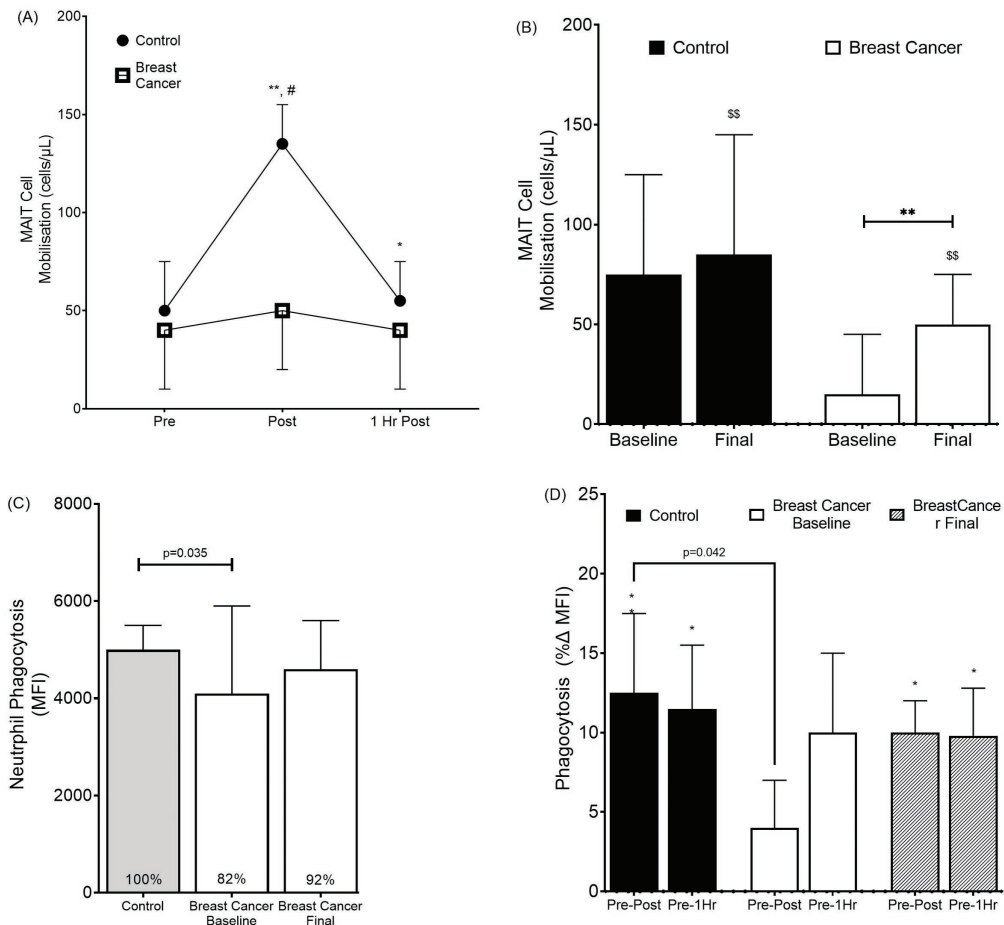 (A)
200
150
100
50
0
MAIT Cell
Mobilisation (cells/µL)
Control
Breast
Cancer
**, #
*
Pre
Post
1 Hr Post
(B)
200
150
100
50
0
MAIT Cell
Mobilisation (cells/µL)
Control
Breast Cancer
$$
**
$$
Baseline
Final
Baseline
Final
(C)
8000
6000
4000
2000
0
Neutrphil Phagocytosis
(MFI)
p=0.035
100%
82%
92%
Control
Breast Cancer
Baseline
Breast Cancer
Final
(D)
25
20
15
10
5
0
Phagocytosis (%Δ MFI)
Control
Breast Cancer
Baseline
BreastCance
r Final
p=0.042
*
*
*
*
*
Pre-Post
Pre-1Hr
Pre-Post
Pre-1Hr
Pre-Post
Pre-1Hr